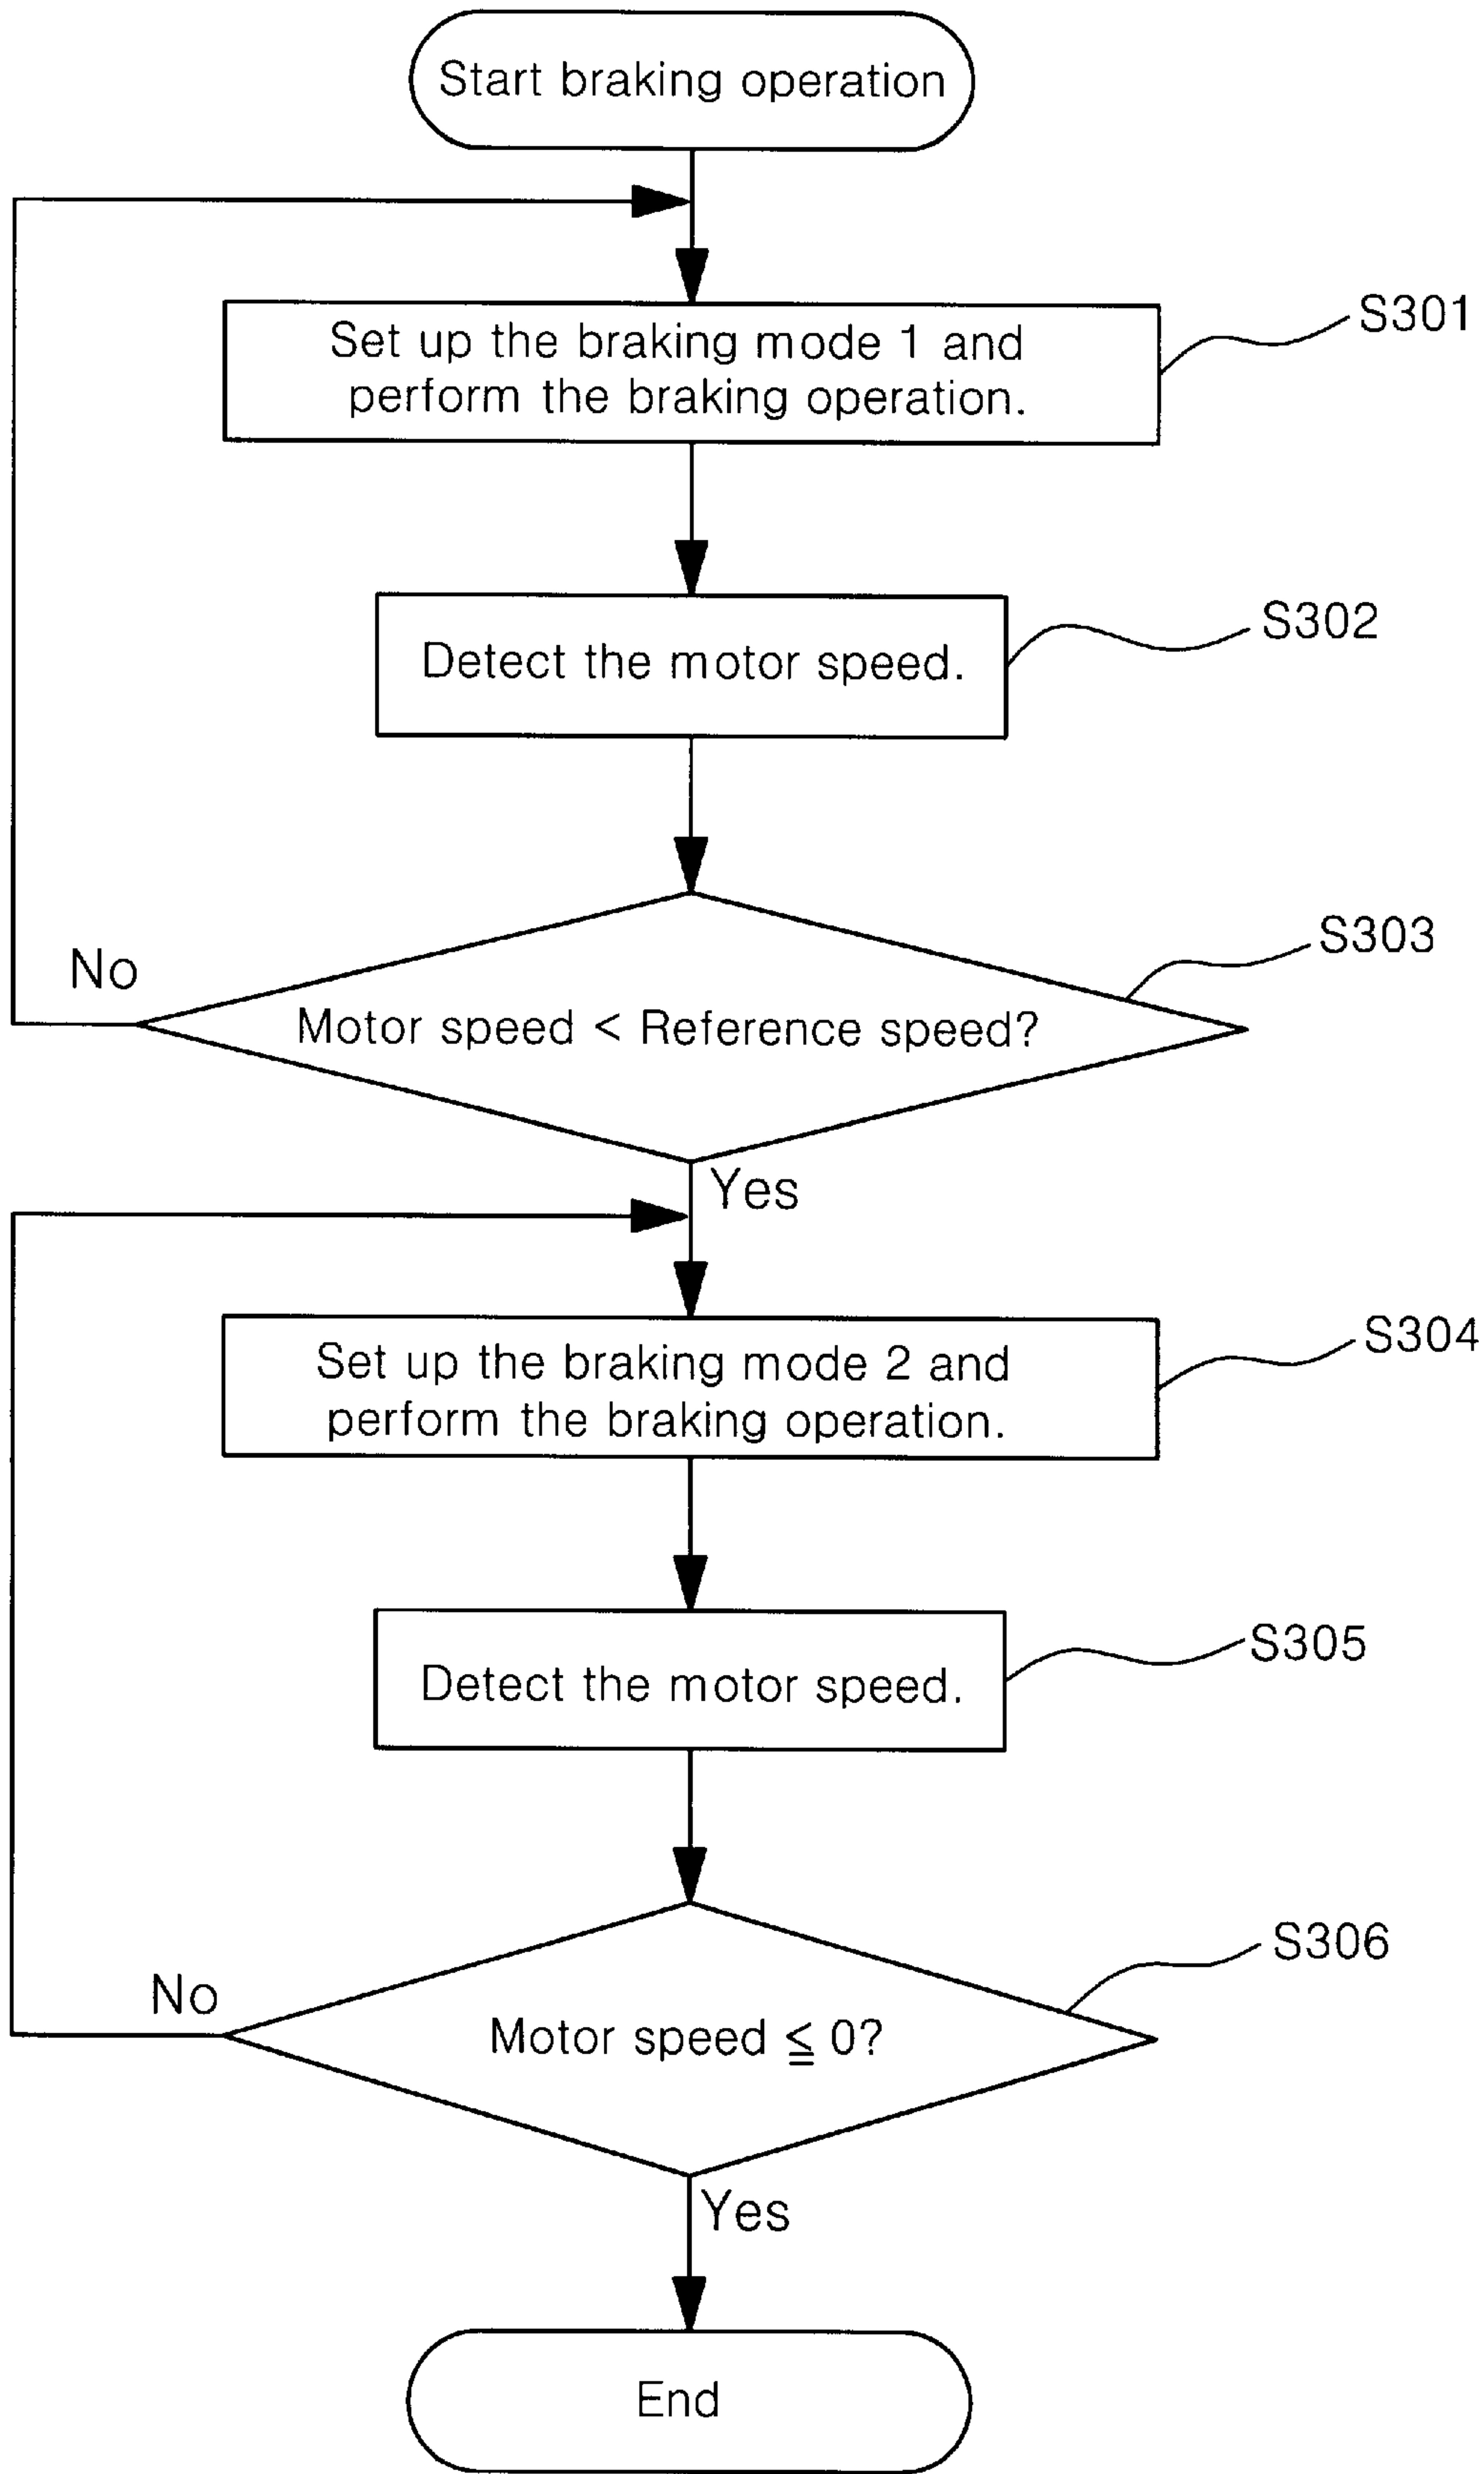 Start braking operation
S301
Set up the braking mode 1 and
perform the braking operation.
S302
Detect the motor speed.
S303
No
Motor speed < Reference speed?
Yes
S304
Set up the braking mode 2 and
perform the braking operation.
S305
Detect the motor speed.
S306
No
Motor speed ≦ 0?
Yes
End